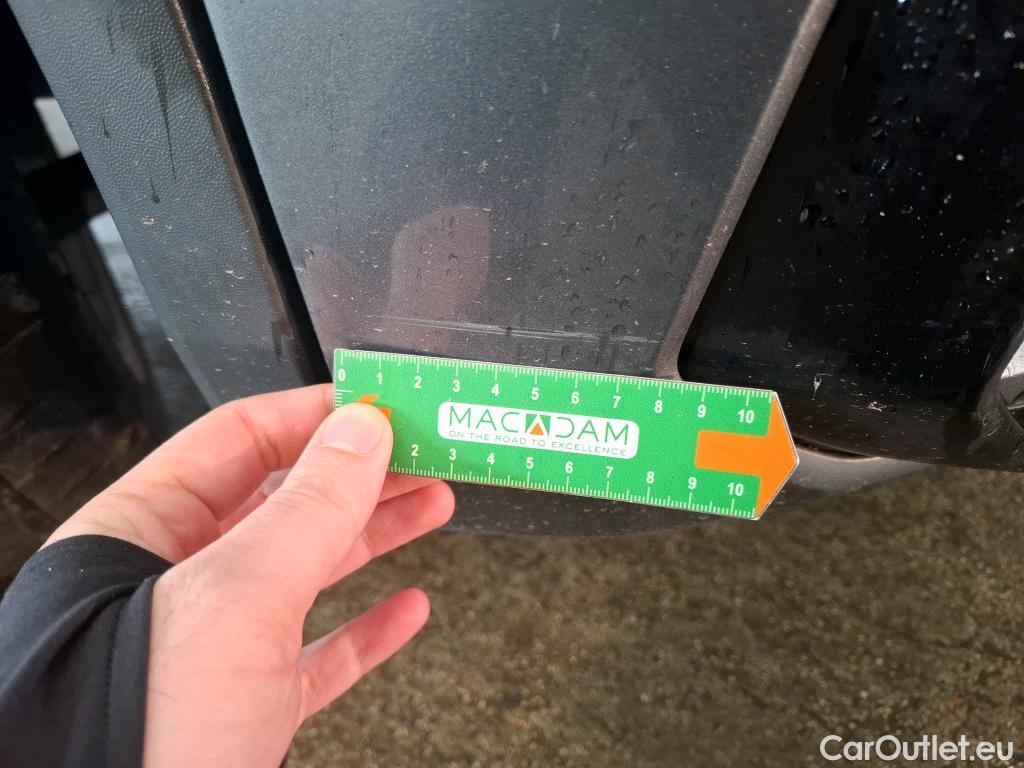 0 1 2 3 4 5 6 7 8 9 10
MACADAM
ON THE ROAD TO EXCELLENCE
2 3 4 5 6 7 8 9 10
CarOutlet.eu